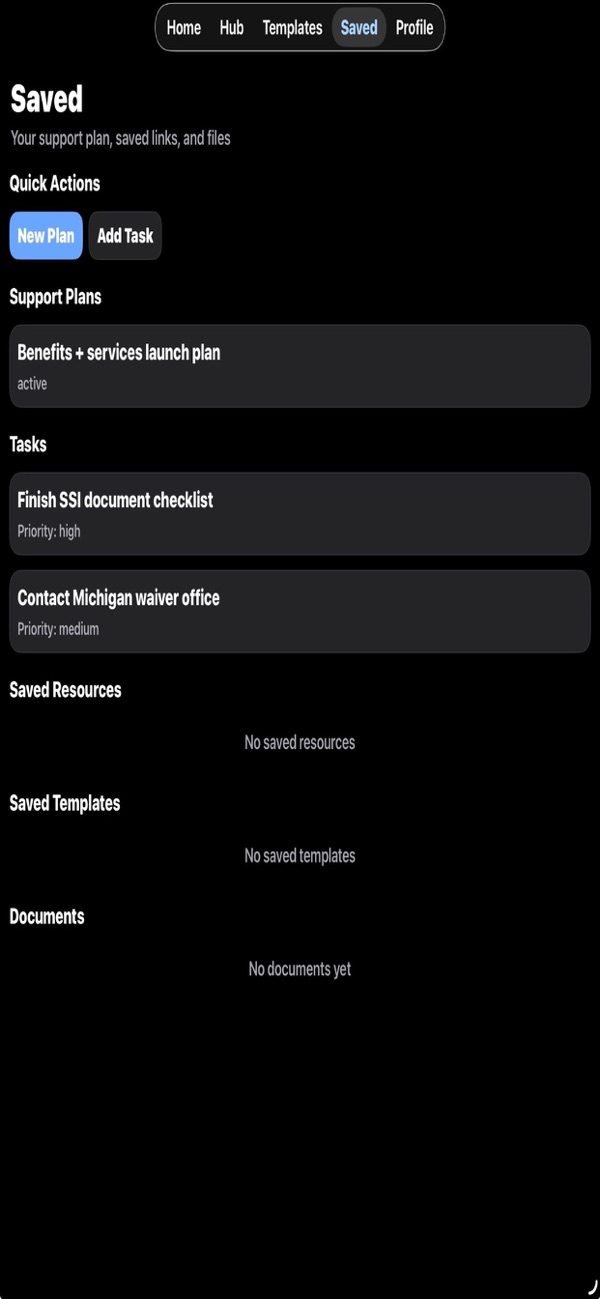 Home Hub Templates Saved Profile
Saved
Your support plan, saved links, and files
Quick Actions
New Plan Add Task
Support Plans
Benefits + services launch plan
active
Tasks
Finish SSI document checklist
Priority: high
Contact Michigan waiver office
Priority: medium
Saved Resources
No saved resources
Saved Templates
No saved templates
Documents
No documents yet